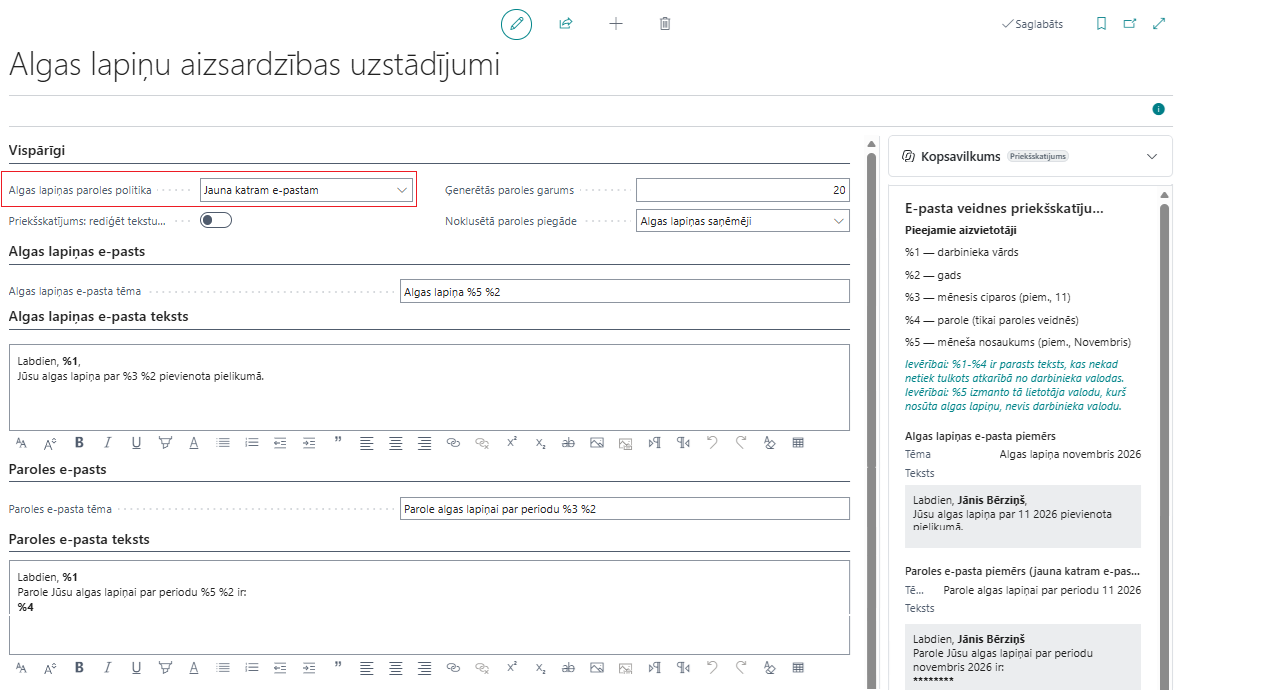 Saglabāts
Algas lapiņu aizsardzības uzstādījumi
Vispārīgi
Algas lapiņas paroles politika
Jauna katram e-pastam
Ģenerētās paroles garums
20
Priekšskatījums: rediģēt tekstu...
Noklusētā paroles piegāde
Algas lapiņas saņēmēji
Algas lapiņas e-pasts
Algas lapiņas e-pasta tēma
Algas lapiņa %5 %2
Algas lapiņas e-pasta teksts
Labdien, %1,
Jūsu algas lapiņa par %3 %2 pievienota pielikumā.
Paroles e-pasts
Paroles e-pasta tēma
Parole algas lapiņai par periodu %3 %2
Paroles e-pasta teksts
Labdien, %1
Parole Jūsu algas lapiņai par periodu %5 %2 ir:
%4
Kopsavilkums
Priekšskatījums
E-pasta veidnes priekšskatīju...
Pieejamie aizvietotāji
%1 — darbinieka vārds
%2 — gads
%3 — mēnesis ciparos (piem., 11)
%4 — parole (tikai paroles veidnēs)
%5 — mēneša nosaukums (piem., Novembris)
Ievērībai: %1-%4 ir parasts teksts, kas nekad
netiek tulkots atkarībā no darbinieka valodas.
Ievērībai: %5 izmanto tā lietotāja valodu, kurš
nosūta algas lapiņu, nevis darbinieka valodu.
Algas lapiņas e-pasta piemērs
Tēma
Algas lapiņa novembris 2026
Teksts
Labdien, Jānis Bērziņš,
Jūsu algas lapiņa par 11 2026 pievienota
pielikumā.
Paroles e-pasta piemērs (jauna katram e-pas...
Tē...
Parole algas lapiņai par periodu 11 2026
Teksts
Labdien, Jānis Bērziņš
Parole Jūsu algas lapiņai par periodu
novembris 2026 ir:
********